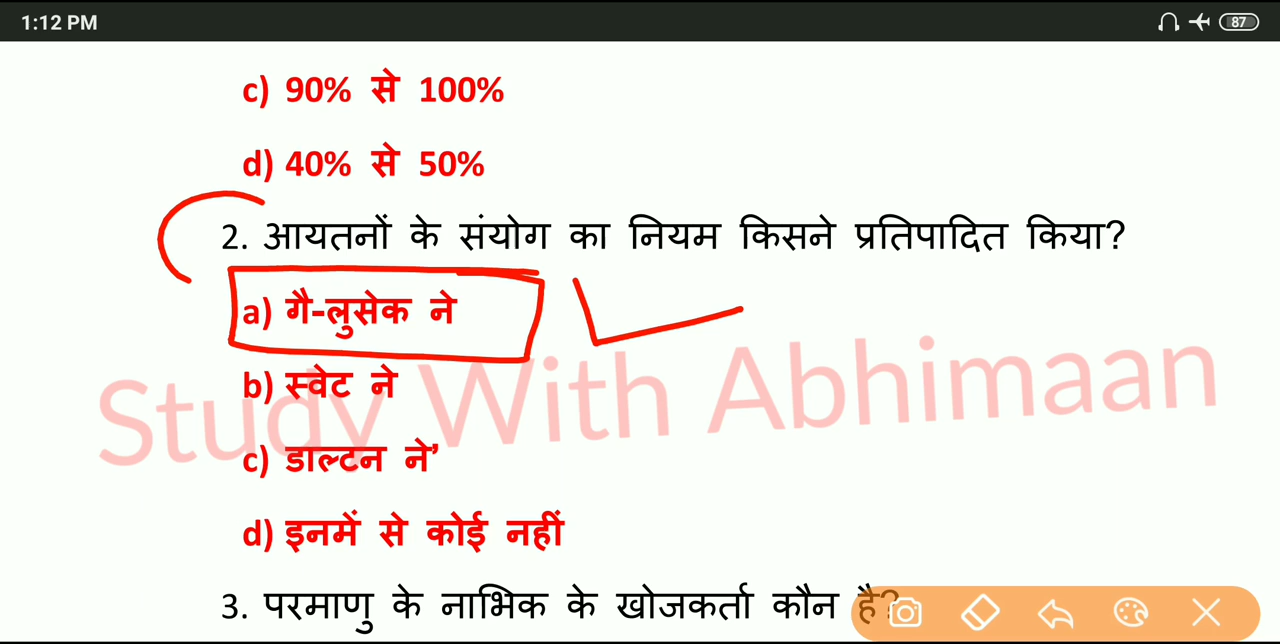 1:12 PM
87
c) 90% से 100%
d) 40% से 50%
2. आयतनों के संयोग का नियम किसने प्रतिपादित किया?
a) गै-लुसेक ने
b) स्वेट ने
Study With Abhimaan
c) डाल्टन ने’
d) इनमें से कोई नहीं
3. परमाणु के नाभिक के खोजकर्ता कौन है?